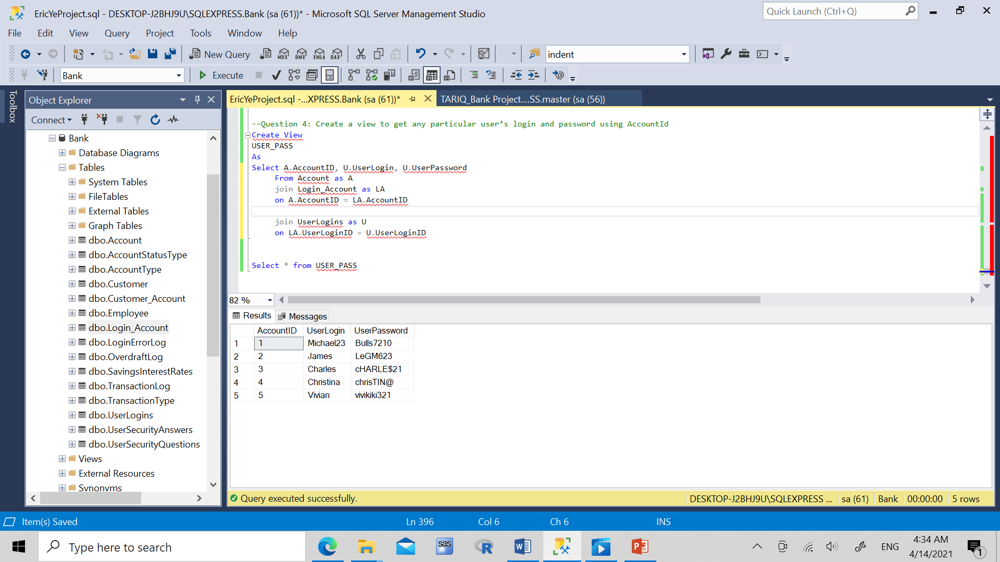 EricYeProject.sql - DESKTOP-J2BHJ9U\SQLEXPRESS.Bank (sa (61))* - Microsoft SQL Server Management Studio
Quick Launch (Ctrl+Q)
File Edit View Query Project Tools Window Help
New Query MDX DMX XMLA DAX indent
Bank Execute
Toolbox
Object Explorer
Connect
Bank
Database Diagrams
Tables
System Tables
FileTables
External Tables
Graph Tables
dbo.Account
dbo.AccountStatusType
dbo.AccountType
dbo.Customer
dbo.Customer_Account
dbo.Employee
dbo.Login_Account
dbo.LoginErrorLog
dbo.OverdraftLog
dbo.SavingsInterestRates
dbo.TransactionLog
dbo.TransactionType
dbo.UserLogins
dbo.UserSecurityAnswers
dbo.UserSecurityQuestions
Views
External Resources
Synonyms
EricYeProject.sql -...XPRESS.Bank (sa (61))* TARIQ_Bank Project....SS.master (sa (56))
--Question 4: Create a view to get any particular user’s login and password using AccountId
Create View
USER_PASS
As
Select A.AccountID, U.UserLogin, U.UserPassword
From Account as A
join Login_Account as LA
on A.AccountID = LA.AccountID
join UserLogins as U
on LA.UserLoginID = U.UserLoginID
Select * from USER_PASS
82 %
Results Messages
AccountID UserLogin UserPassword
1 1 Michael23 Bulls7210
2 2 James LeGM623
3 3 Charles cHARLE$21
4 4 Christina chrisTIN@
5 5 Vivian vivikiki321
Query executed successfully. DESKTOP-J2BHJ9U\SQLEXPRESS ... sa (61) Bank 00:00:00 5 rows
Item(s) Saved Ln 396 Col 6 Ch 6 INS
Type here to search
sas
ENG
4:34 AM
4/14/2021
1